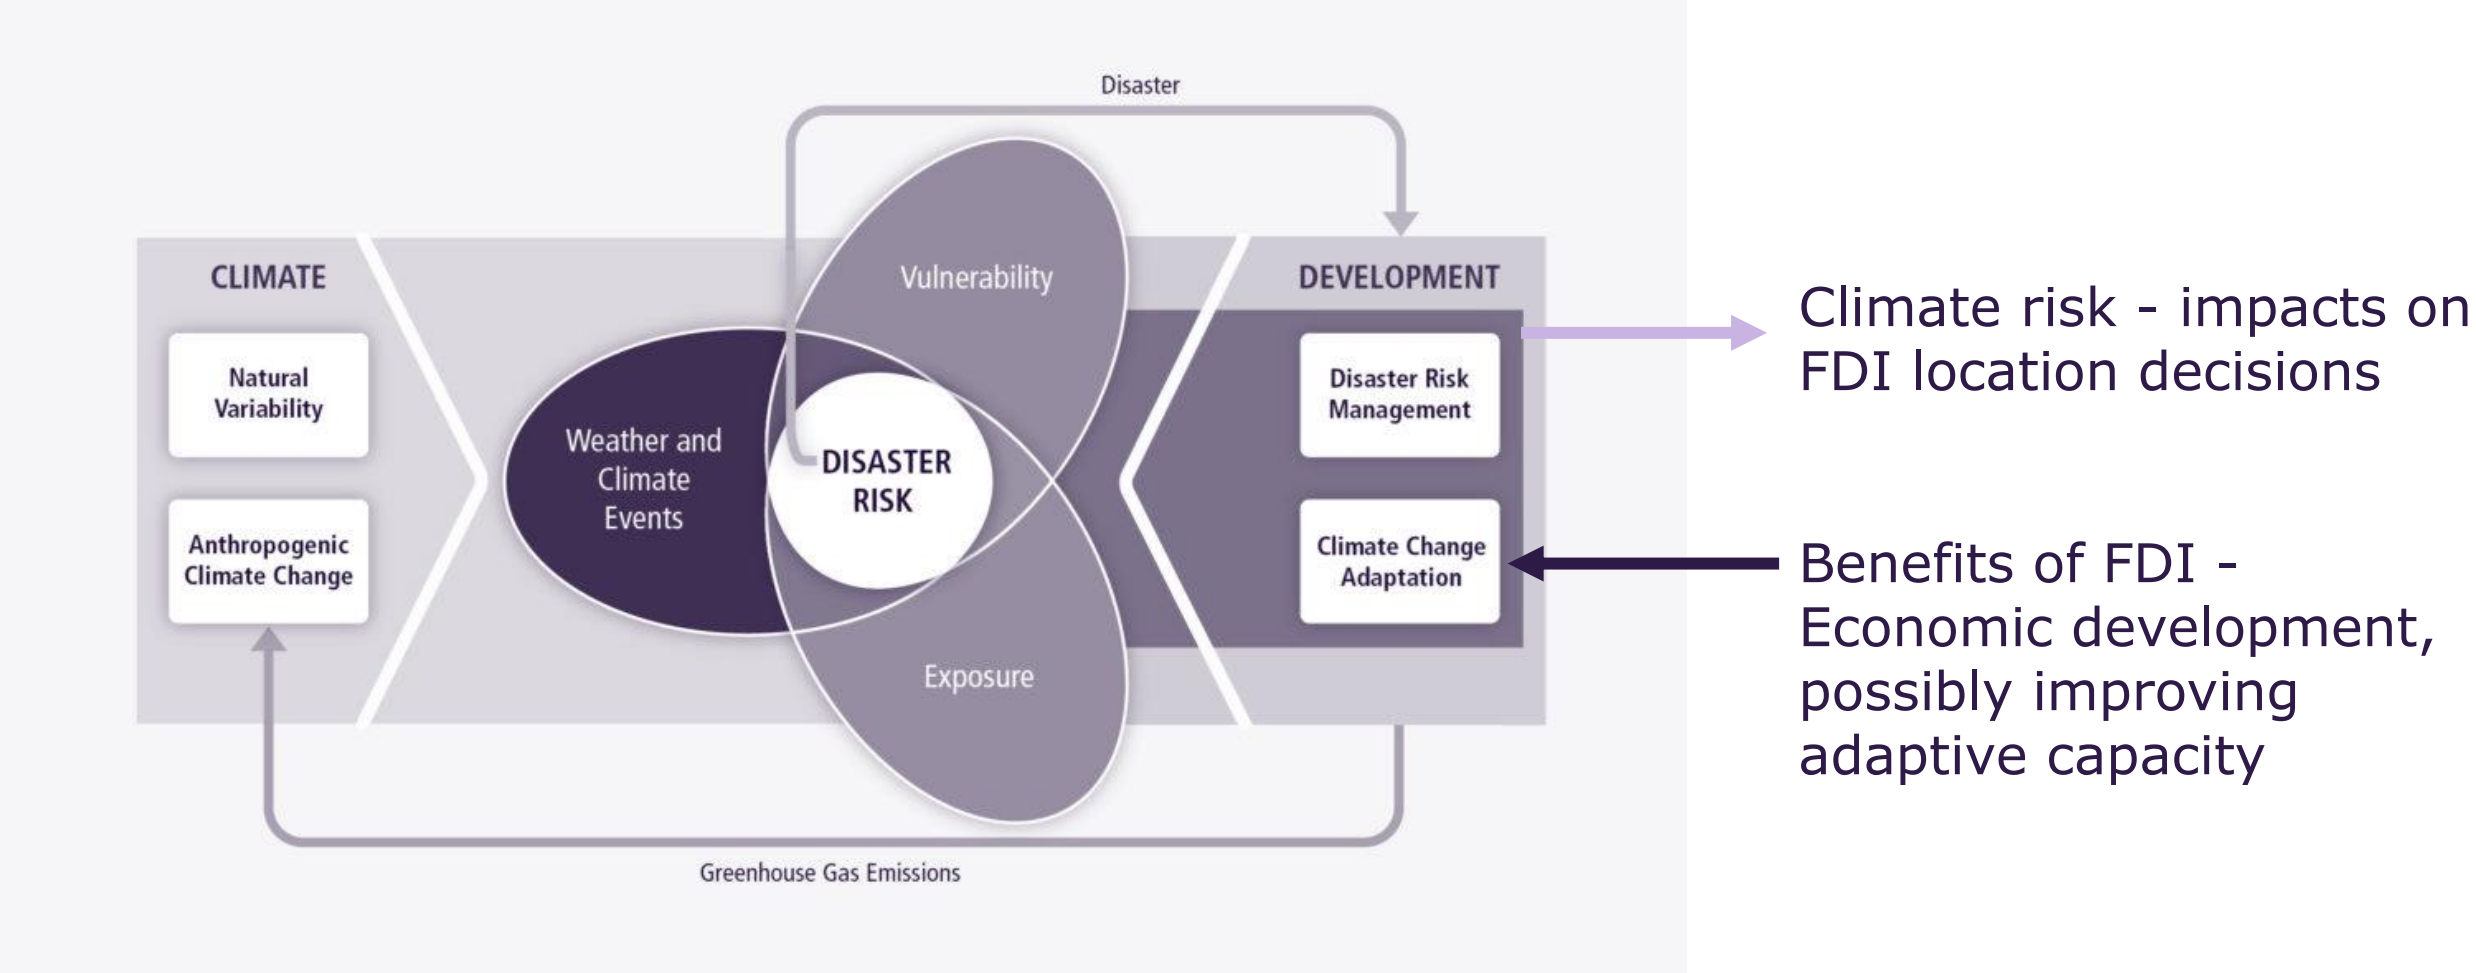 Disaster
CLIMATE
Natural
Variability
Anthropogenic
Climate Change
Vulnerability
Weather and
Climate
Events
DISASTER
RISK
Exposure
DEVELOPMENT
Disaster Risk
Management
Climate Change
Adaptation
Greenhouse Gas Emissions
Climate risk - impacts on
FDI location decisions
Benefits of FDI -
Economic development,
possibly improving
adaptive capacity